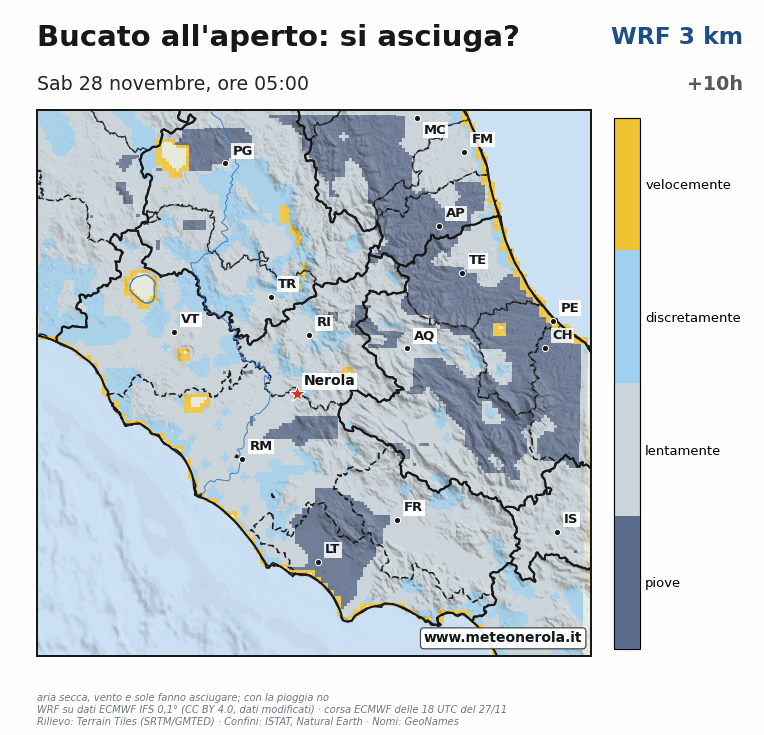 Bucato all'aperto: si asciuga?
WRF 3 km
Sab 28 novembre, ore 05:00
+10h
MC
FM
PG
AP
TE
TR
PE
VT
RI
AQ
CH
Nerola
RM
FR
IS
LT
www.meteonerola.it
velocemente
discretamente
lentamente
piove
aria secca, vento e sole fanno asciugare; con la pioggia no
WRF su dati ECMWF IFS 0,1° (CC BY 4.0, dati modificati) · corsa ECMWF delle 18 UTC del 27/11
Rilievo: Terrain Tiles (SRTM/GMTED) · Confini: ISTAT, Natural Earth · Nomi: GeoNames